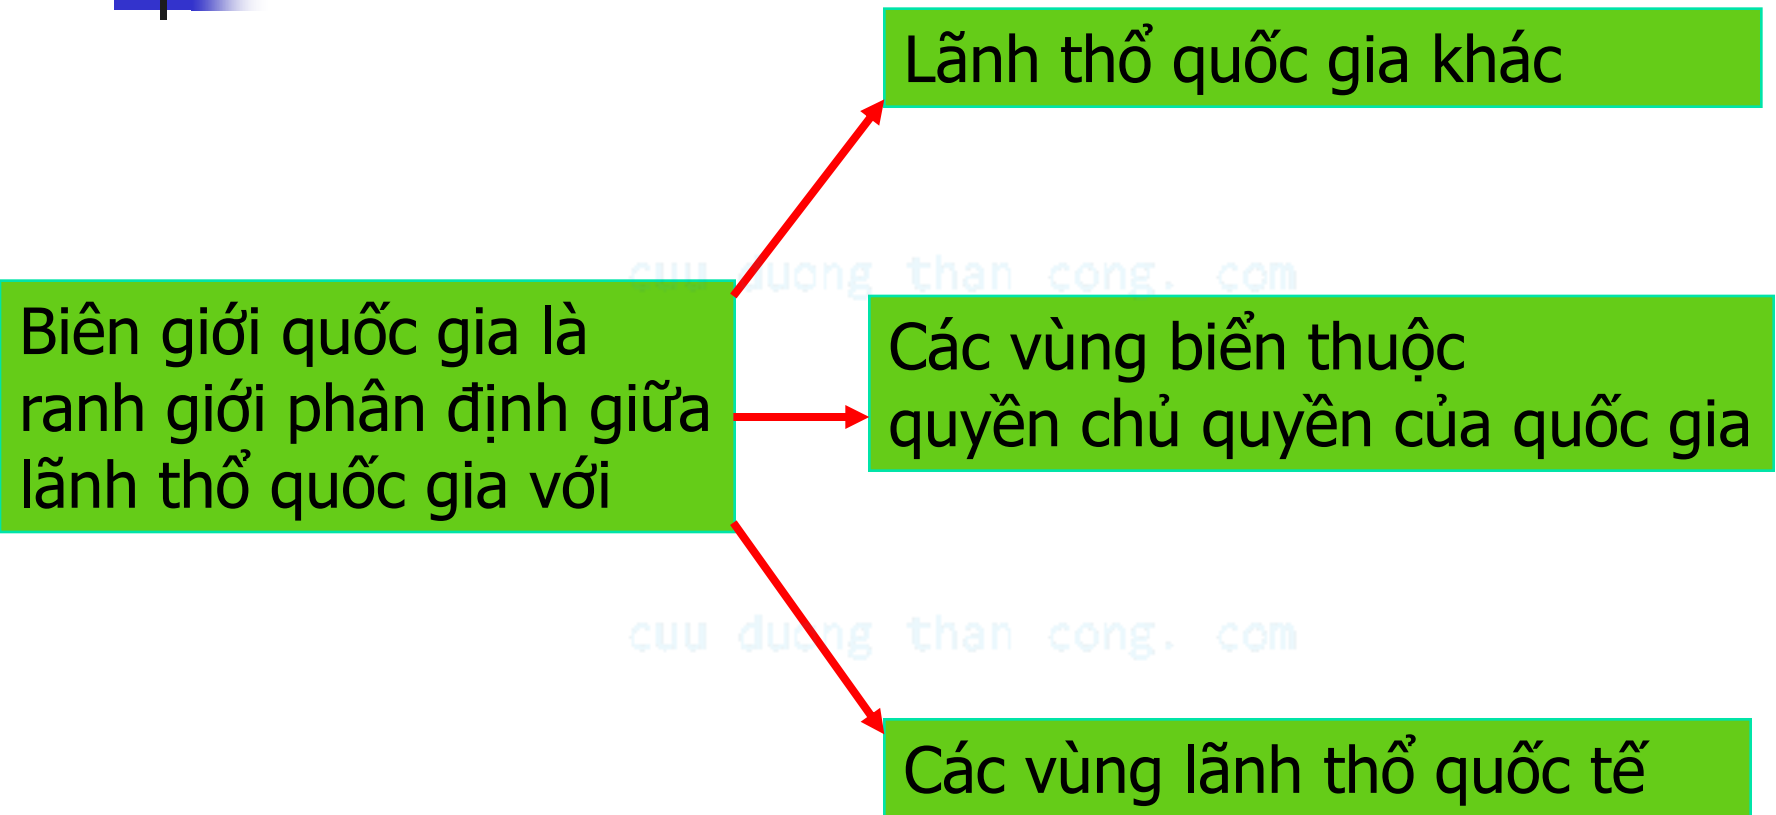 Lãnh thổ quốc gia khác
cuu duong than cong. com
Biên giới quốc gia là
ranh giới phân định giữa
lãnh thổ quốc gia với
Các vùng biển thuộc
quyền chủ quyền của quốc gia
cuu duong than cong. com
Các vùng lãnh thổ quốc tế